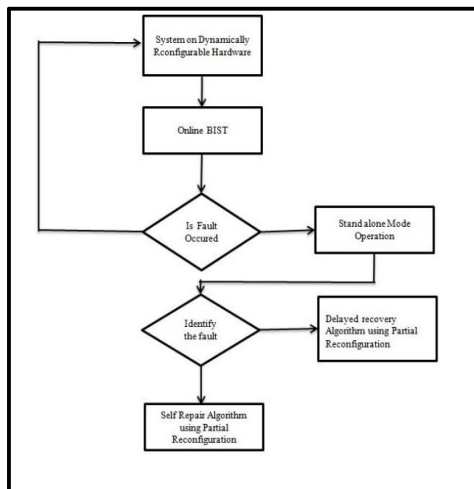 System on Dynamically
Rconfigurable Hardware
Online BIST
Is Fault
Occured
Stand alone Mode
Operation
Identify
the fault
Delayed recovery
Algorithm using Partial
Reconfiguration
Self Repair Algorithm
using Partial
Reconfiguration